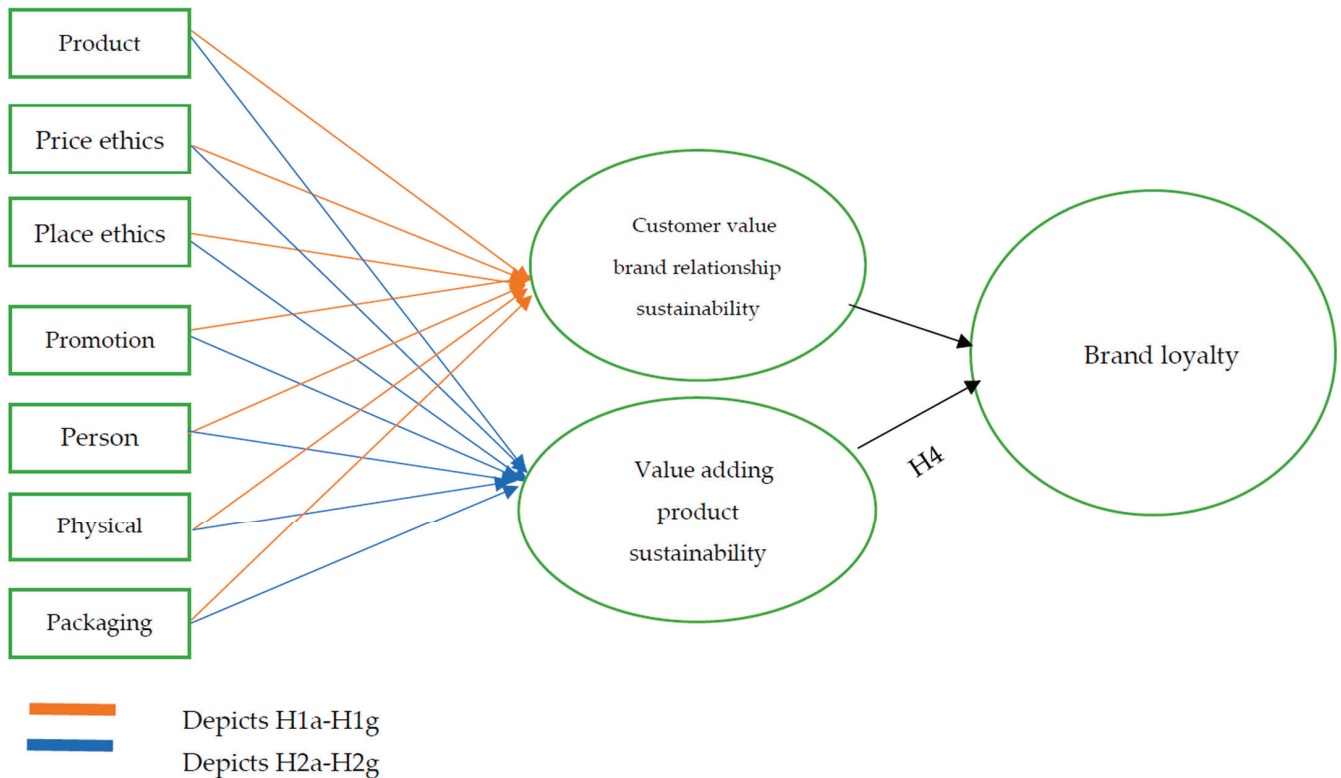 Product
Price ethics
Place ethics
Promotion
Person
Physical
Packaging
Customer value
brand relationship
sustainability
Value adding
product
sustainability
H4
Brand loyalty
Depicts H1a-H1g
Depicts H2a-H2g